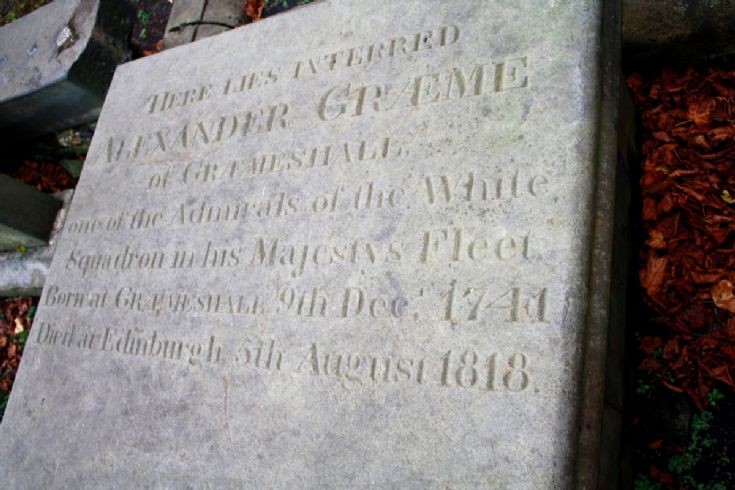 HERE LIES INTERRED
ALEXANDER GRÆME
of GRÆMESHALL,
one of the Admirals of the White
Squadron in his Majestys Fleet
Born at GRÆMESHALL 9th Decr. 1741
Died at Edinburgh, 5th August 1818.